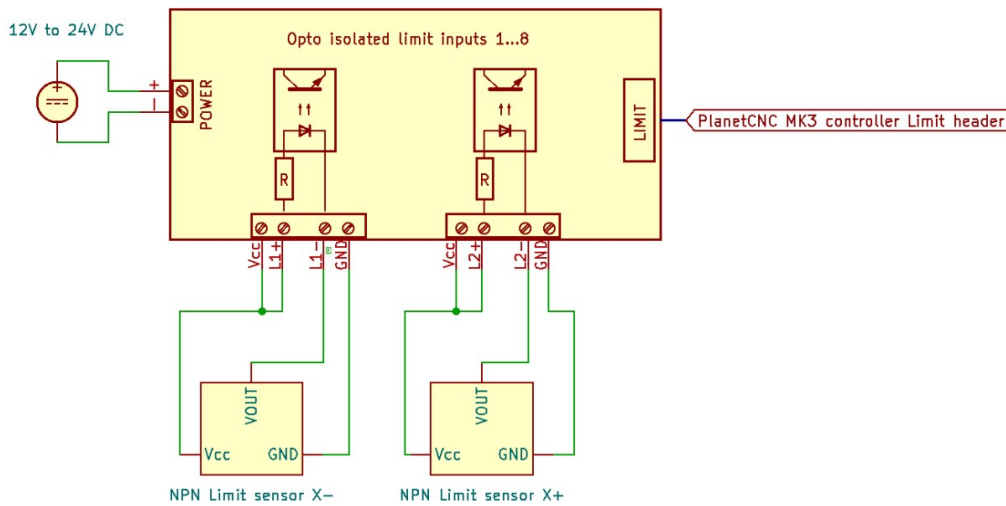 12V to 24V DC
Opto isolated limit inputs 1...8
+
-
POWER
LIMIT
PlanetCNC MK3 controller Limit header
R
R
Vcc
L1+
L1-
GND
Vcc
L2+
L2-
GND
VOUT
Vcc
GND
VOUT
Vcc
GND
NPN Limit sensor X-
NPN Limit sensor X+